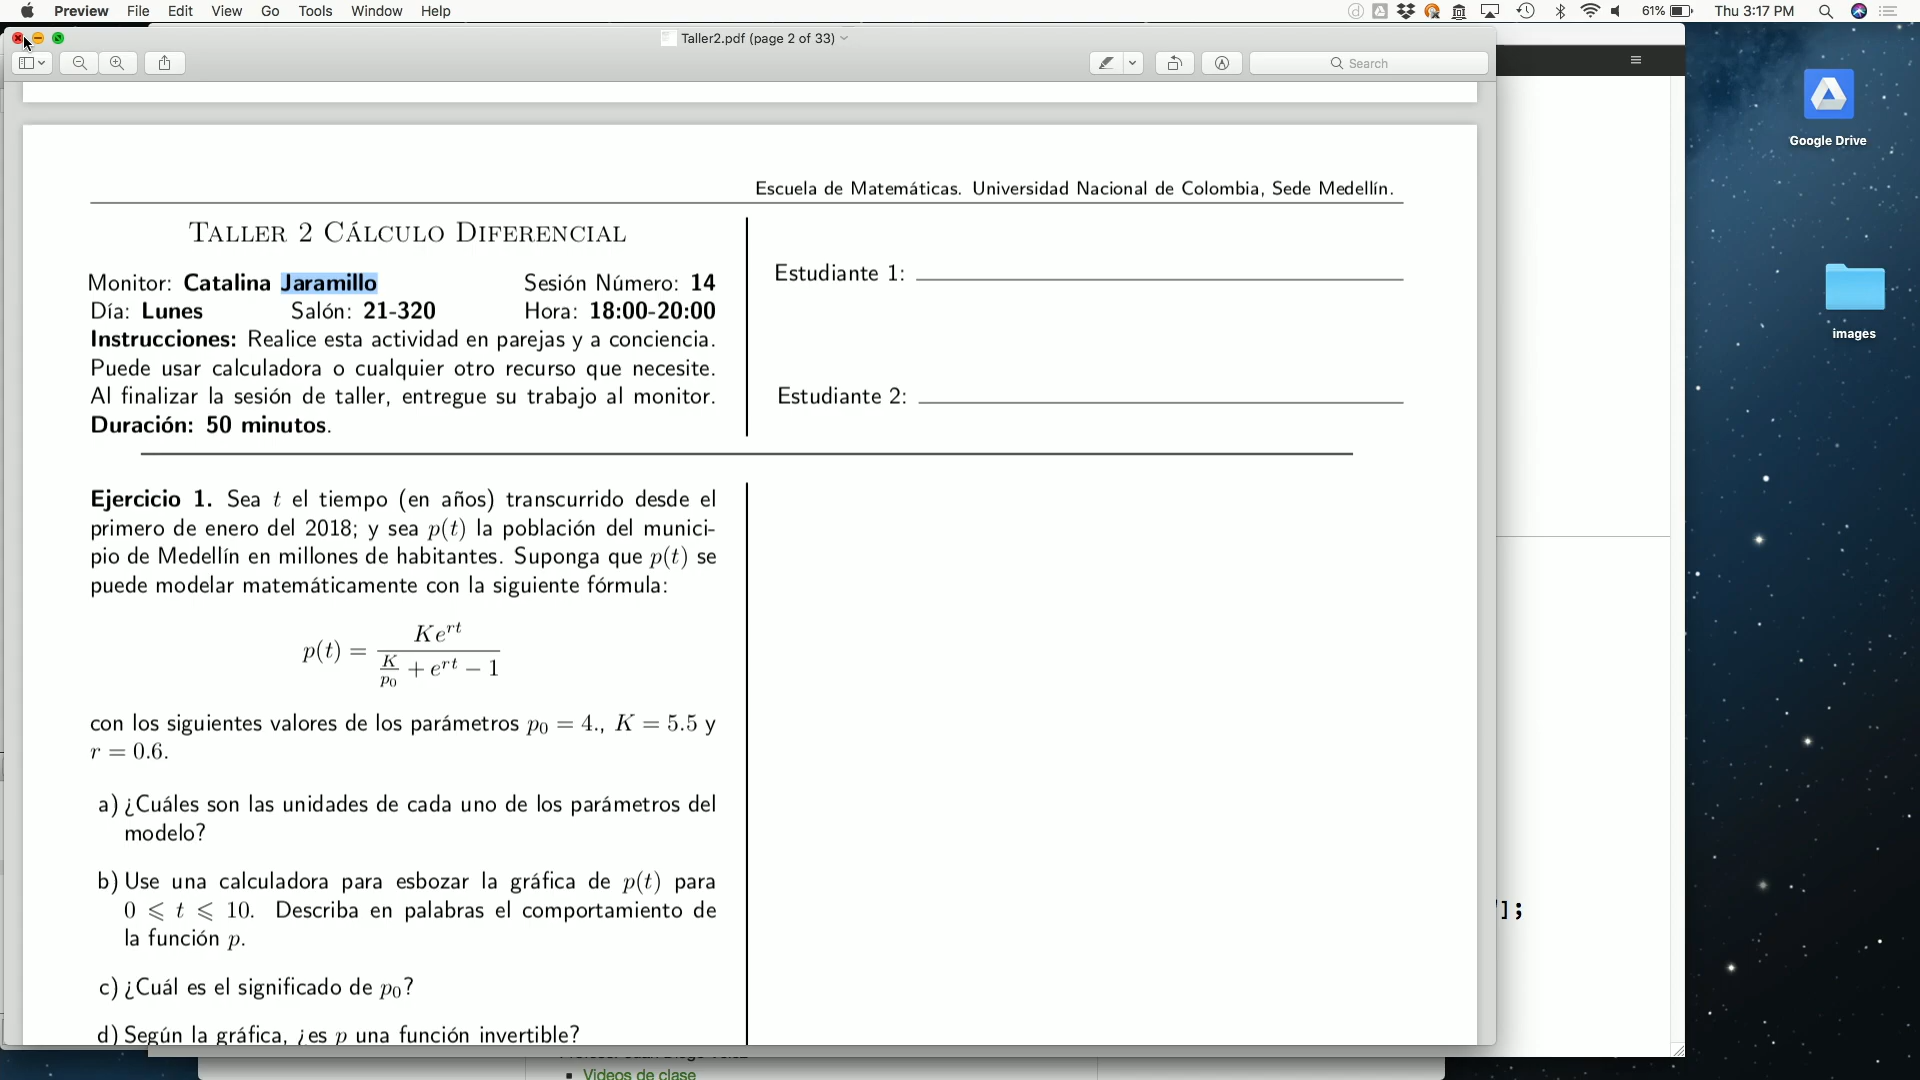 Preview File Edit View Go Tools Window Help 61% Thu 3:17 PM
Taller2.pdf (page 2 of 33)
Search
Google Drive
images
Escuela de Matemáticas. Universidad Nacional de Colombia, Sede Medellín.
Taller 2 Cálculo Diferencial
Monitor: Catalina Jaramillo Sesión Número: 14
Día: Lunes Salón: 21-320 Hora: 18:00-20:00
Instrucciones: Realice esta actividad en parejas y a conciencia.
Puede usar calculadora o cualquier otro recurso que necesite.
Al finalizar la sesión de taller, entregue su trabajo al monitor.
Duración: 50 minutos.
Estudiante 1:
Estudiante 2:
Ejercicio 1. Sea t el tiempo (en años) transcurrido desde el
primero de enero del 2018; y sea p(t) la población del munici-
pio de Medellín en millones de habitantes. Suponga que p(t) se
puede modelar matemáticamente con la siguiente fórmula:
p(t) = \frac{Ke^{rt}}{\frac{K}{p_0} + e^{rt} - 1}
con los siguientes valores de los parámetros p₀ = 4., K = 5.5 y
r = 0.6.
a) ¿Cuáles son las unidades de cada uno de los parámetros del
modelo?
b) Use una calculadora para esbozar la gráfica de p(t) para
0 ⩽ t ⩽ 10. Describa en palabras el comportamiento de
la función p.
c) ¿Cuál es el significado de p₀?
d) Según la gráfica, ¿es p una función invertible?
"];
Videos de clase